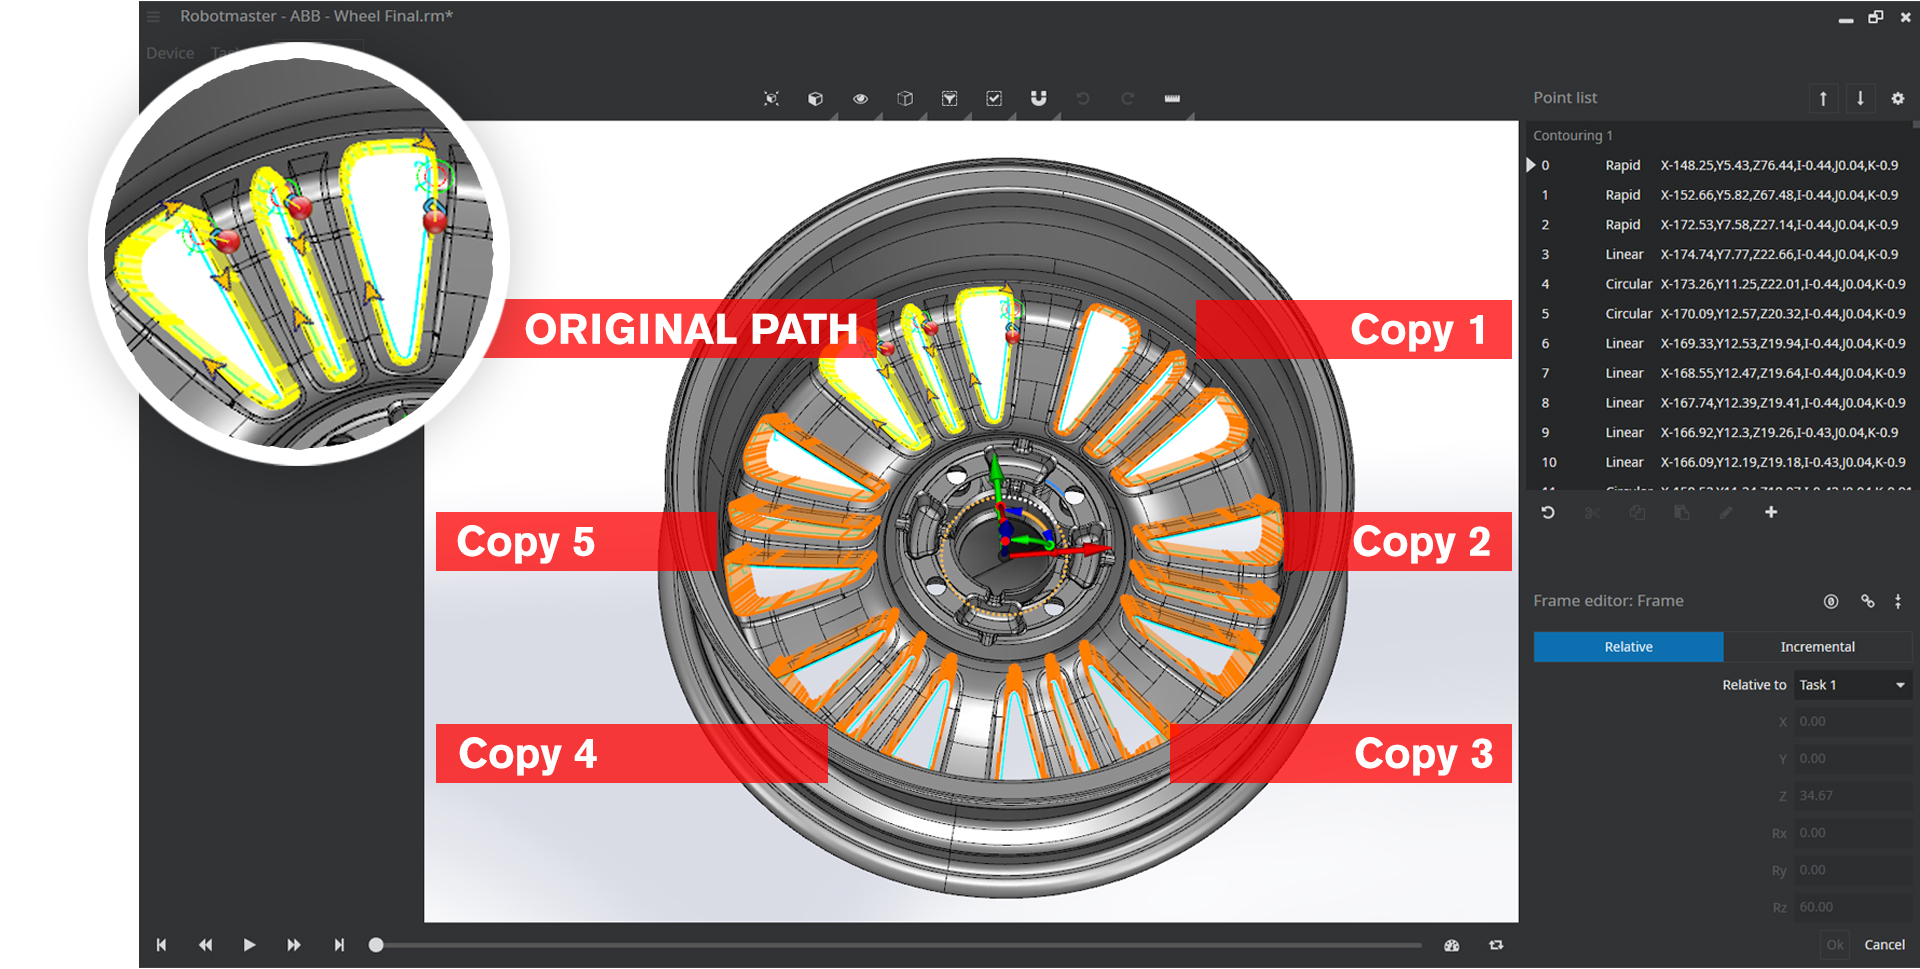 Robotmaster - ABB - Wheel Final.rm*
Device
ORIGINAL PATH
Copy 1
Copy 5
Copy 2
Copy 4
Copy 3
Point list
Contouring 1
0 Rapid X-148.25,Y5.43,Z76.44,I-0.44,J0.04,K-0.9
1 Rapid X-152.66,Y5.82,Z67.48,I-0.44,J0.04,K-0.9
2 Rapid X-172.53,Y7.58,Z27.14,I-0.44,J0.04,K-0.9
3 Linear X-174.74,Y7.77,Z22.66,I-0.44,J0.04,K-0.9
4 Circular X-173.26,Y11.25,Z22.01,I-0.44,J0.04,K-0.9
5 Circular X-170.09,Y12.57,Z20.32,I-0.44,J0.04,K-0.9
6 Linear X-169.33,Y12.53,Z19.94,I-0.44,J0.04,K-0.9
7 Linear X-168.55,Y12.47,Z19.64,I-0.44,J0.04,K-0.9
8 Linear X-167.74,Y12.39,Z19.41,I-0.44,J0.04,K-0.9
9 Linear X-166.92,Y12.3,Z19.26,I-0.43,J0.04,K-0.9
10 Linear X-166.09,Y12.19,Z19.18,I-0.43,J0.04,K-0.9
Frame editor: Frame
Relative Incremental
Relative to Task 1
X 0.00
Y 0.00
Z 34.67
Rx 0.00
Ry 0.00
Rz 60.00
Ok Cancel